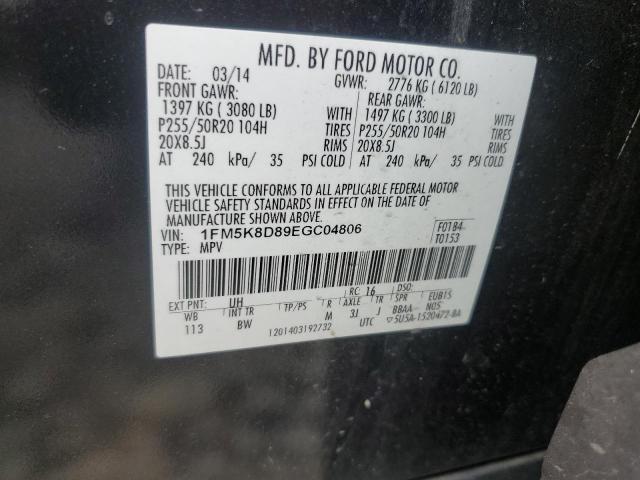 MFD. BY FORD MOTOR CO.
DATE: 03/14 GVWR: 2776 KG ( 6120 LB)
FRONT GAWR: REAR GAWR:
1397 KG ( 3080 LB) 1497 KG ( 3300 LB)
P255/50R20 104H TIRES P255/50R20 104H TIRES
20X8.5J RIMS 20X8.5J RIMS
AT 240 kPa/ 35 PSI COLD AT 240 kPa/ 35 PSI COLD
THIS VEHICLE CONFORMS TO ALL APPLICABLE FEDERAL MOTOR
VEHICLE SAFETY STANDARDS IN EFFECT ON THE DATE OF
MANUFACTURE SHOWN ABOVE.
VIN: 1FM5K8D89EGC04806 F0184
TYPE: MPV T0153
EXT PNT: UH RC: 16 DSO:
WB BW TP/PS R AXLE TR SPR EUB15
113 M 3J J BBAA N05
1201403192732 UTC 5U5A-1520472-BA